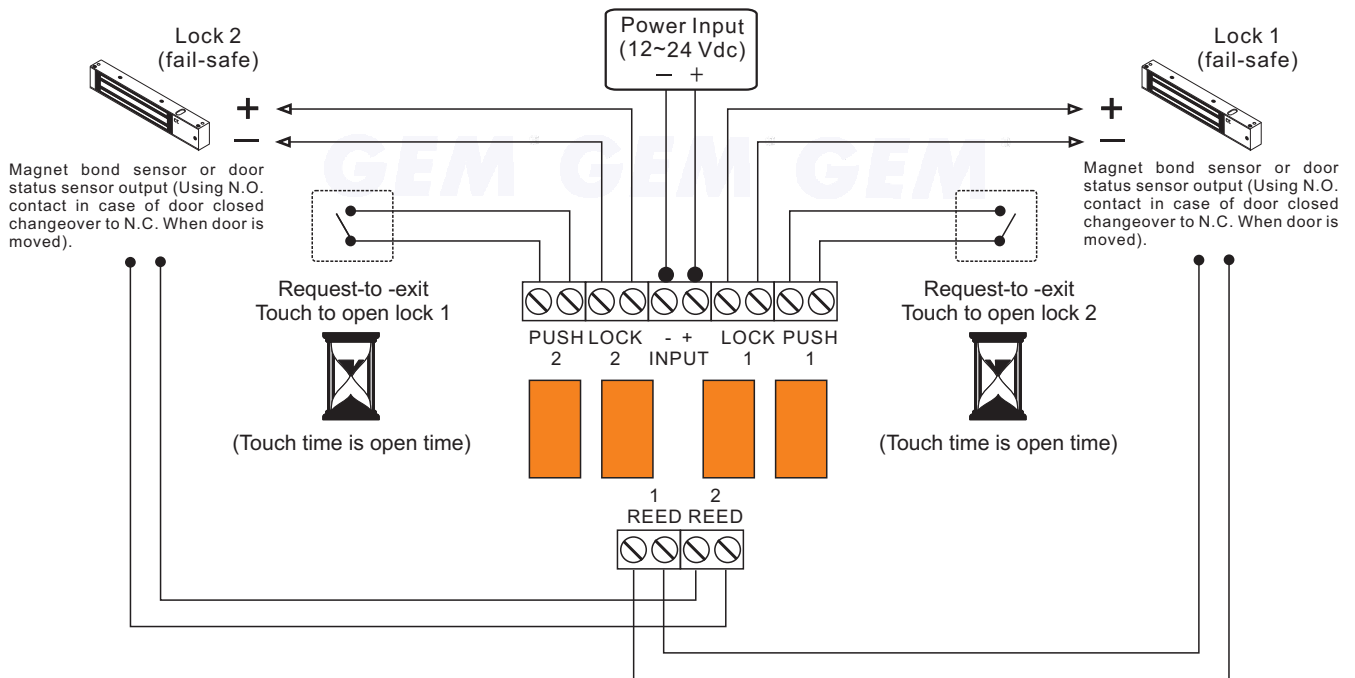 Power Input
(12~24 Vdc)
— +
Lock 2
(fail-safe)
+
—
Magnet bond sensor or door
status sensor output (Using N.O.
contact in case of door closed
changeover to N.C. When door is
moved).
Lock 1
(fail-safe)
+
—
Magnet bond sensor or door
status sensor output (Using N.O.
contact in case of door closed
changeover to N.C. When door is
moved).
GEM GEM GEM
Request-to -exit
Touch to open lock 1
(Touch time is open time)
Request-to -exit
Touch to open lock 2
(Touch time is open time)
PUSH LOCK - + LOCK PUSH
2 2 INPUT 1 1
1 2
REED REED